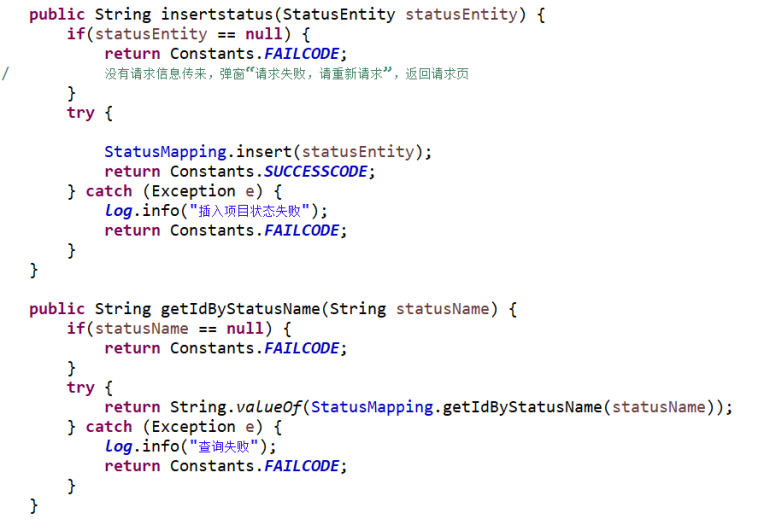 public String insertstatus(StatusEntity statusEntity) {
if(statusEntity == null) {
return Constants.FAILCODE;
/ 没有请求信息传来，弹窗“请求失败，请重新请求”，返回请求页
}
try {
StatusMapping.insert(statusEntity);
return Constants.SUCCESSCODE;
} catch (Exception e) {
log.info("插入项目状态失败");
return Constants.FAILCODE;
}
}
public String getIdByStatusName(String statusName) {
if(statusName == null) {
return Constants.FAILCODE;
}
try {
return String.valueOf(StatusMapping.getIdByStatusName(statusName));
} catch (Exception e) {
log.info("查询失败");
return Constants.FAILCODE;
}
}